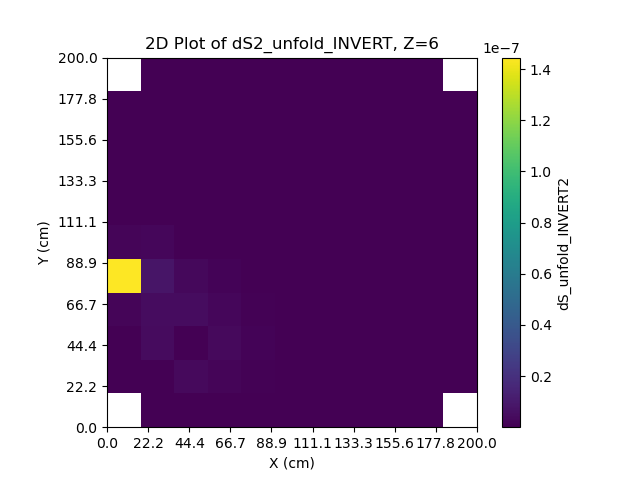 2D Plot of dS2_unfold_INVERT, Z=6
1e−7
200.0
177.8
155.6
133.3
111.1
88.9
66.7
44.4
22.2
0.0
Y (cm)
0.0 22.2 44.4 66.7 88.9 111.1 133.3 155.6 177.8 200.0
X (cm)
1.4
1.2
1.0
0.8
0.6
0.4
0.2
dS_unfold_INVERT2